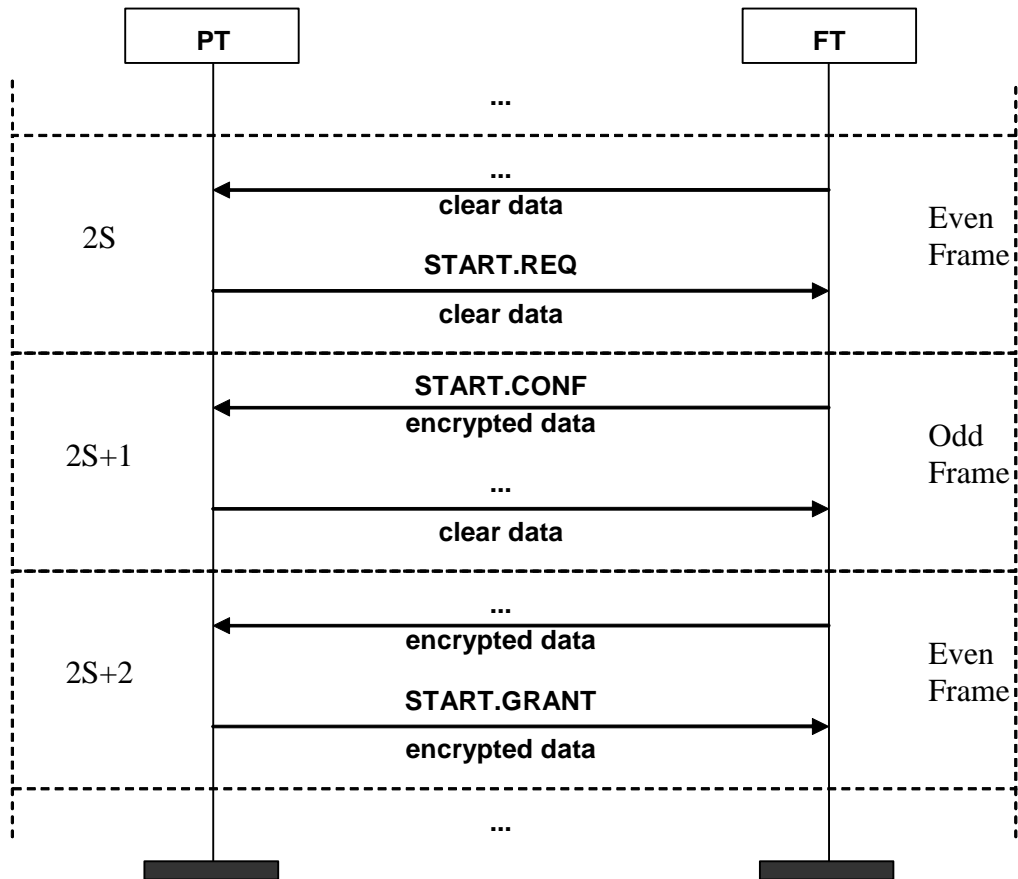 PT
FT
...
...
clear data
2S
Even
Frame
START.REQ
clear data
START.CONF
encrypted data
2S+1
Odd
Frame
...
clear data
...
encrypted data
2S+2
Even
Frame
START.GRANT
encrypted data
...